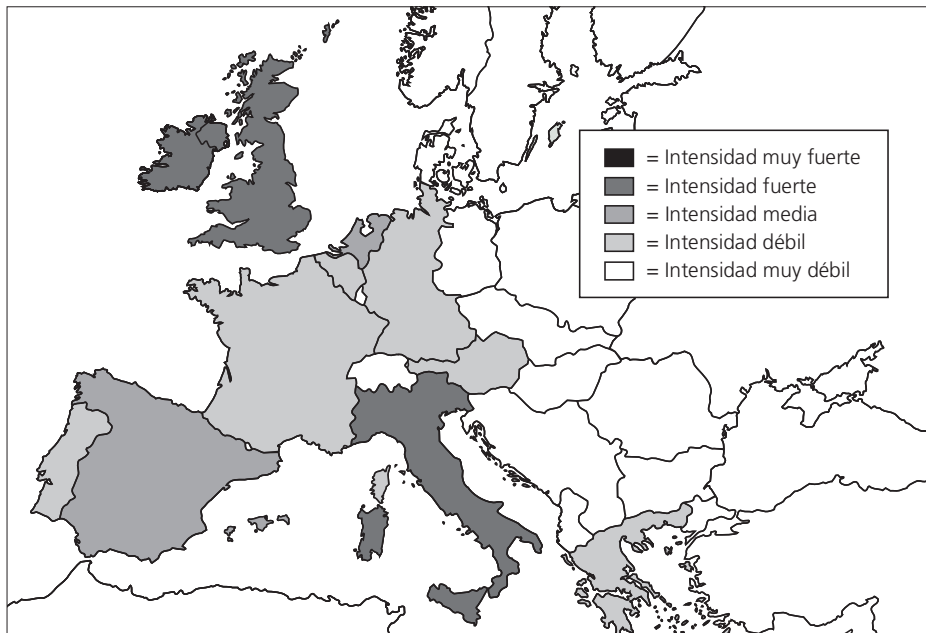 = Intensidad muy fuerte
= Intensidad fuerte
= Intensidad media
= Intensidad débil
= Intensidad muy débil